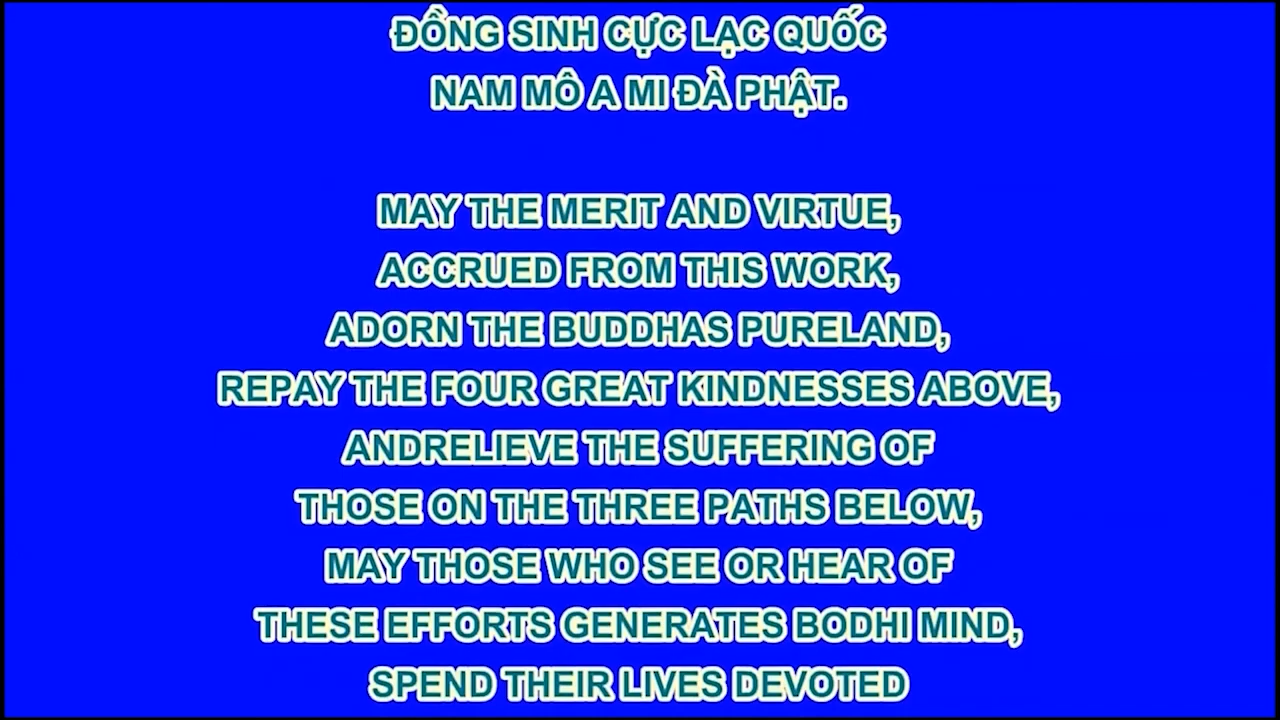 ĐỒNG SINH CỰC LẠC QUỐC
NAM MÔ A MI ĐÀ PHẬT.
MAY THE MERIT AND VIRTUE,
ACCRUED FROM THIS WORK,
ADORN THE BUDDHAS PURELAND,
REPAY THE FOUR GREAT KINDNESSES ABOVE,
ANDRELIEVE THE SUFFERING OF
THOSE ON THE THREE PATHS BELOW,
MAY THOSE WHO SEE OR HEAR OF
THESE EFFORTS GENERATES BODHI MIND,
SPEND THEIR LIVES DEVOTED